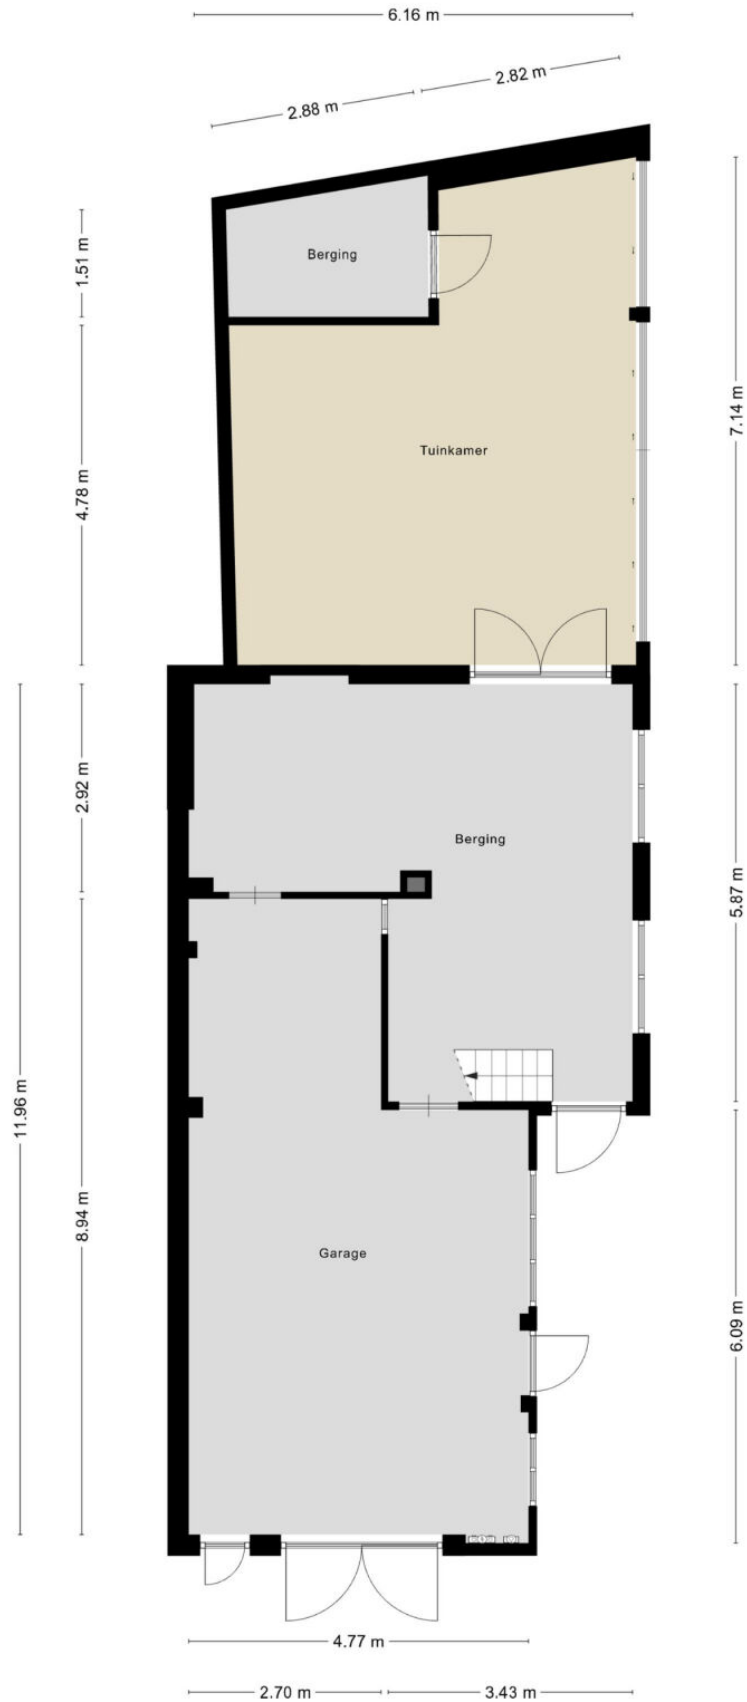 6.16 m
2.82 m
2.88 m
1.51 m
Berging
7.14 m
Tuinkamer
4.78 m
2.92 m
Berging
5.87 m
11.96 m
8.94 m
Garage
6.09 m
4.77 m
2.70 m
3.43 m